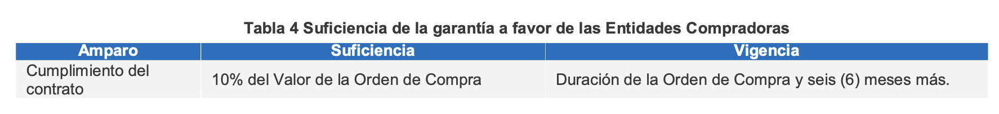 Tabla 4 Suficiencia de la garantía a favor de las Entidades Compradoras
Amparo Suficiencia Vigencia
Cumplimiento del
contrato
10% del Valor de la Orden de Compra
Duración de la Orden de Compra y seis (6) meses más.